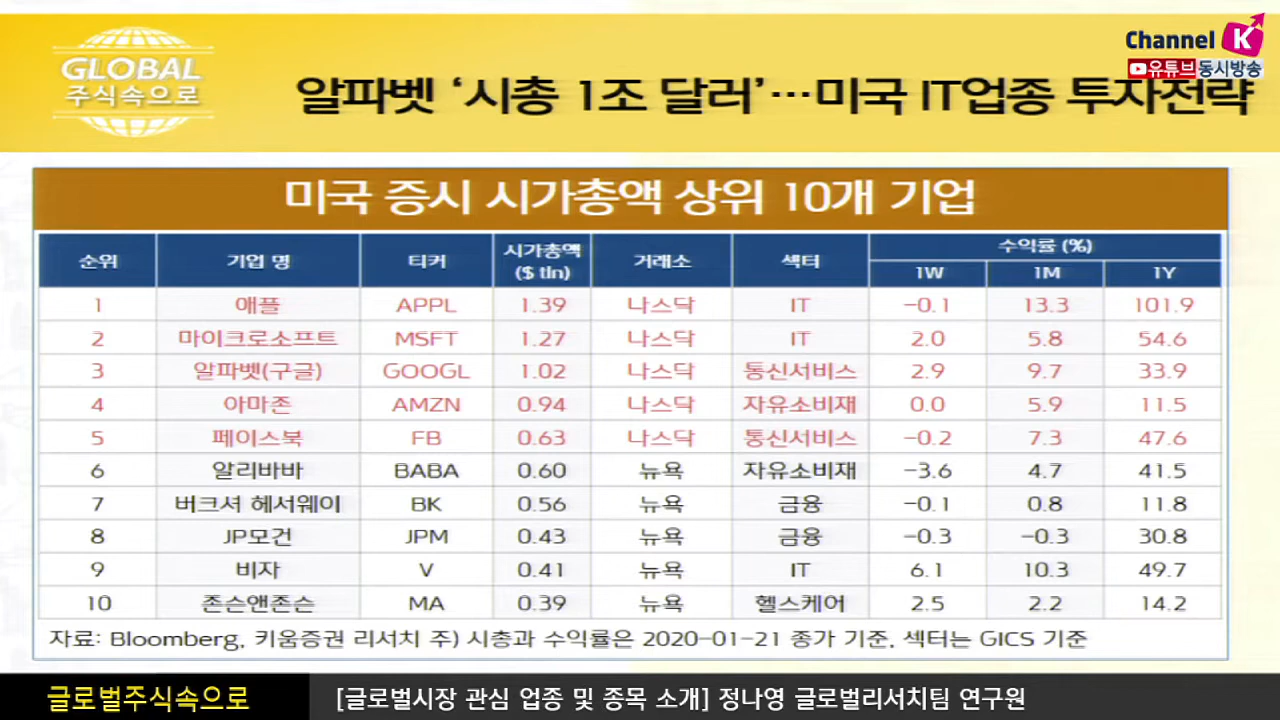 GLOBAL
주식속으로
Channel K
유튜브동시방송
알파벳 ‘시총 1조 달러’…미국 IT업종 투자전략
미국 증시 시가총액 상위 10개 기업
순위 기업 명 티커 시가총액 ($ tln) 거래소 섹터 수익률 (%)
1W 1M 1Y
1 애플 APPL 1.39 나스닥 IT −0.1 13.3 101.9
2 마이크로소프트 MSFT 1.27 나스닥 IT 2.0 5.8 54.6
3 알파벳(구글) GOOGL 1.02 나스닥 통신서비스 2.9 9.7 33.9
4 아마존 AMZN 0.94 나스닥 자유소비재 0.0 5.9 11.5
5 페이스북 FB 0.63 나스닥 통신서비스 −0.2 7.3 47.6
6 알리바바 BABA 0.60 뉴욕 자유소비재 −3.6 4.7 41.5
7 버크셔 헤서웨이 BK 0.56 뉴욕 금융 −0.1 0.8 11.8
8 JP모건 JPM 0.43 뉴욕 금융 −0.3 −0.3 30.8
9 비자 V 0.41 뉴욕 IT 6.1 10.3 49.7
10 존슨앤존슨 MA 0.39 뉴욕 헬스케어 2.5 2.2 14.2
자료: Bloomberg, 키움증권 리서치 주) 시총과 수익률은 2020-01-21 종가 기준, 섹터는 GICS 기준
글로벌주식속으로
[글로벌시장 관심 업종 및 종목 소개] 정나영 글로벌리서치팀 연구원